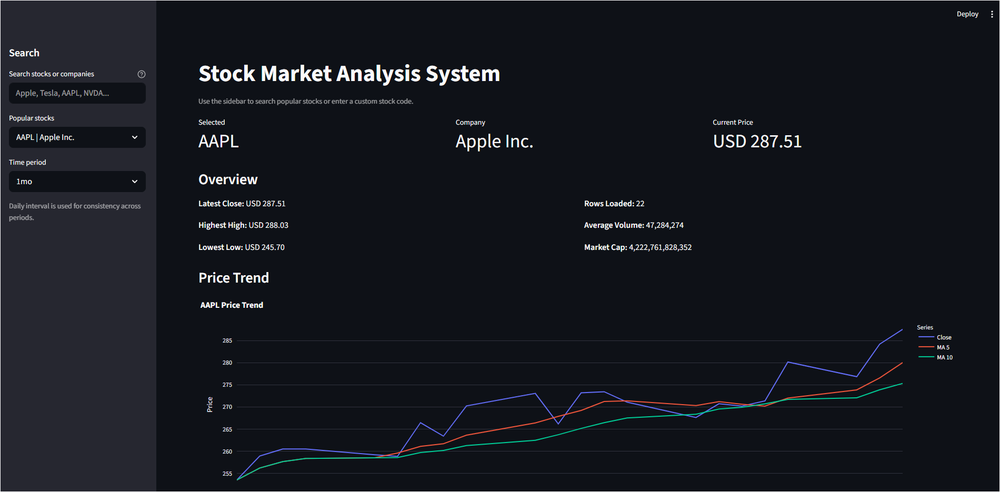 Deploy
Search
Search stocks or companies
Apple, Tesla, AAPL, NVDA...
Popular stocks
AAPL | Apple Inc.
Time period
1mo
Daily interval is used for consistency across
periods.
Stock Market Analysis System
Use the sidebar to search popular stocks or enter a custom stock code.
Selected
AAPL
Company
Apple Inc.
Current Price
USD 287.51
Overview
Latest Close: USD 287.51
Highest High: USD 288.03
Lowest Low: USD 245.70
Rows Loaded: 22
Average Volume: 47,284,274
Market Cap: 4,222,761,828,352
Price Trend
AAPL Price Trend
Price
285
280
275
270
265
260
255
Series
Close
MA 5
MA 10